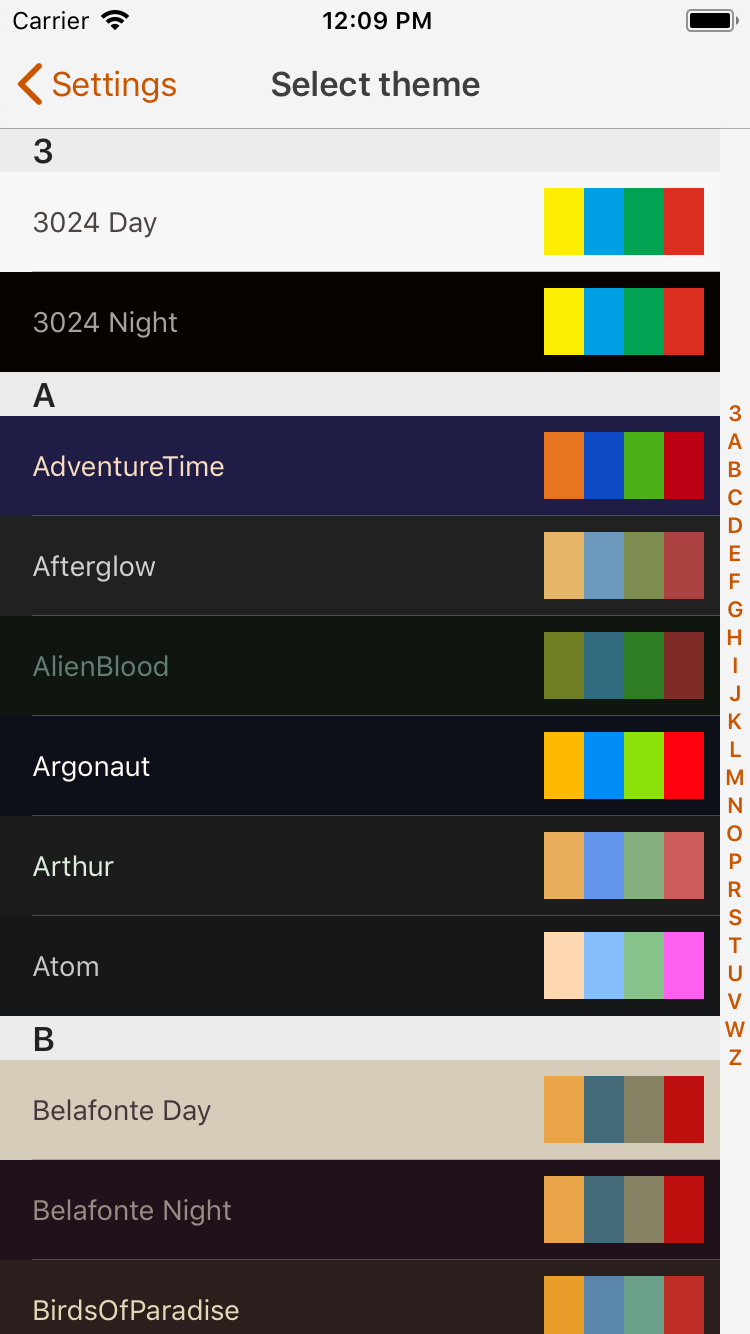 Carrier 12:09 PM
Settings Select theme
3
3024 Day
3024 Night
A
AdventureTime
Afterglow
AlienBlood
Argonaut
Arthur
Atom
B
Belafonte Day
Belafonte Night
BirdsOfParadise
3
A
B
C
D
E
F
G
H
I
J
K
L
M
N
O
P
R
S
T
U
V
W
Z